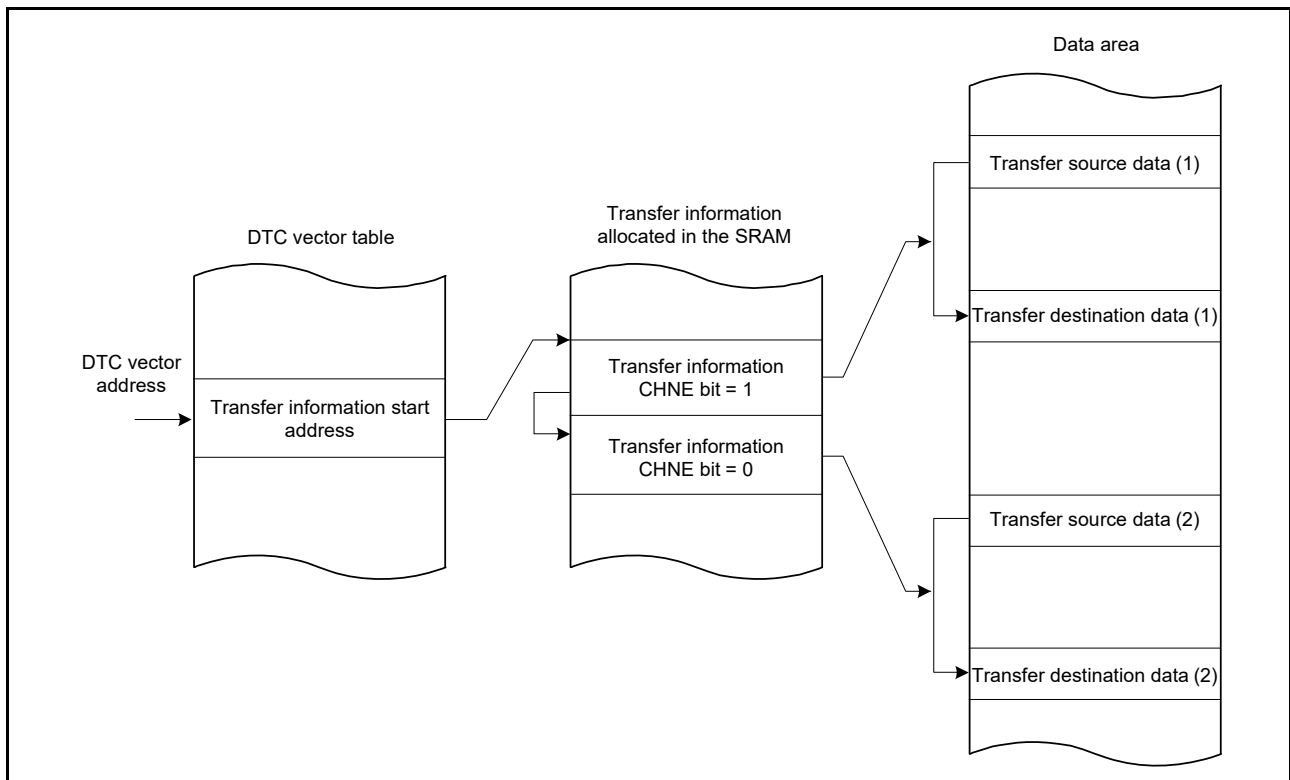 Data area
Transfer source data (1)
Transfer information
allocated in the SRAM
DTC vector table
Transfer destination data (1)
DTC vector
address
Transfer information
CHNE bit = 1
Transfer information start
address
Transfer information
CHNE bit = 0
Transfer source data (2)
Transfer destination data (2)